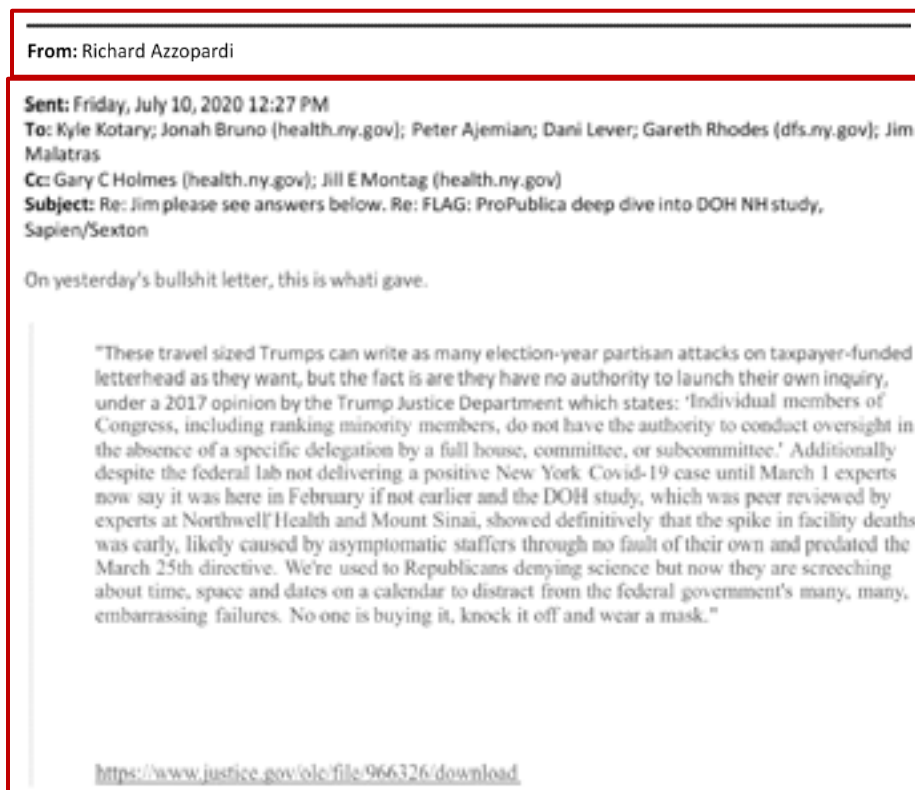 From: Richard Azzopardi
Sent: Friday, July 10, 2020 12:27 PM
To: Kyle Kotary; Jonah Bruno (health.ny.gov); Peter Ajemian; Dani Lever; Gareth Rhodes (dfs.ny.gov); Jim
Malatras
Cc: Gary C Holmes (health.ny.gov); Jill E Montag (health.ny.gov)
Subject: Re: Jim please see answers below. Re: FLAG: ProPublica deep dive into DOH NH study,
Sapien/Sexton
On yesterday's bullshit letter, this is whati gave.
"These travel sized Trumps can write as many election-year partisan attacks on taxpayer-funded
letterhead as they want, but the fact is are they have no authority to launch their own inquiry,
under a 2017 opinion by the Trump Justice Department which states: 'Individual members of
Congress, including ranking minority members, do not have the authority to conduct oversight in
the absence of a specific delegation by a full house, committee, or subcommittee.' Additionally
despite the federal lab not delivering a positive New York Covid-19 case until March 1 experts
now say it was here in February if not earlier and the DOH study, which was peer reviewed by
experts at Northwell Health and Mount Sinai, showed definitively that the spike in facility deaths
was early, likely caused by asymptomatic staffers through no fault of their own and predated the
March 25th directive. We're used to Republicans denying science but now they are screeching
about time, space and dates on a calendar to distract from the federal government's many, many,
embarrassing failures. No one is buying it, knock it off and wear a mask."
https://www.justice.gov/olc/file/966326/download